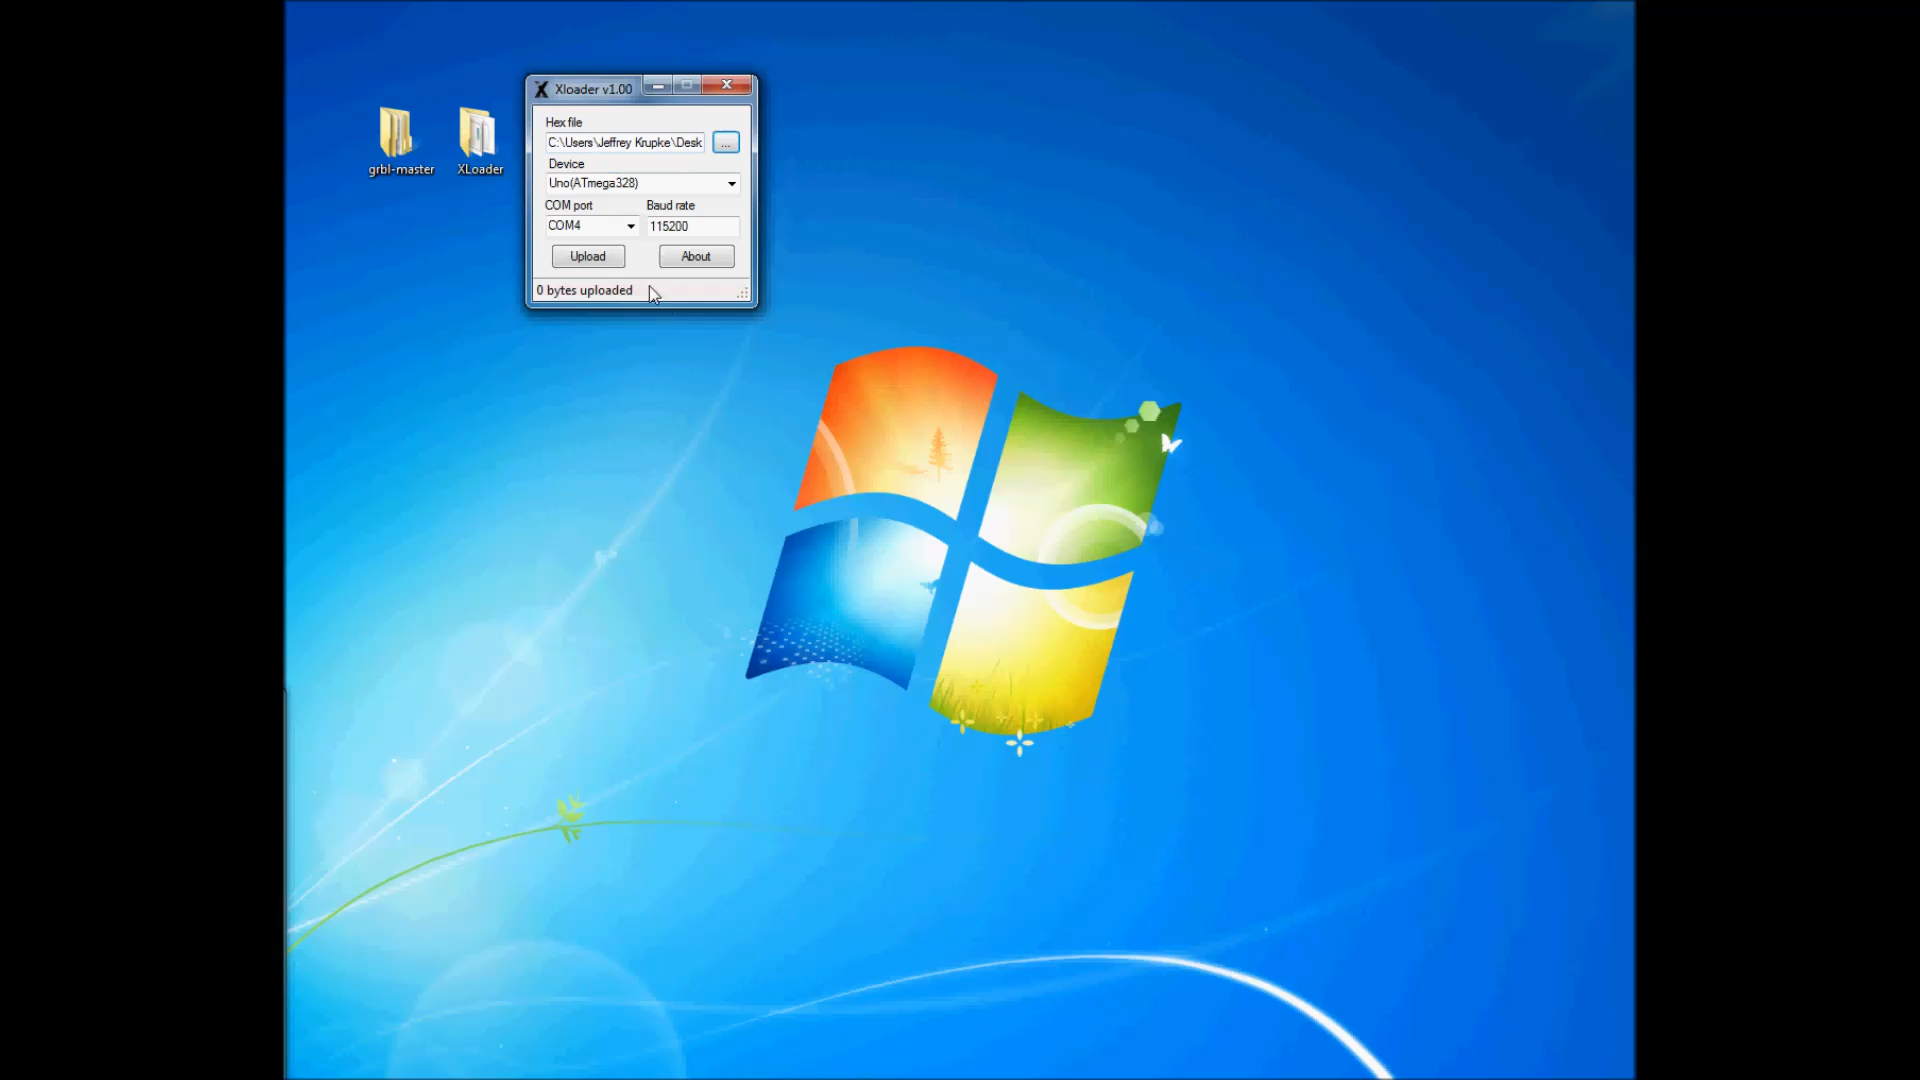 Xloader v1.00
Hex file
C:\Users\Jeffrey Krupke\Desk
...
Device
Uno(ATmega328)
COM port
Baud rate
COM4
115200
Upload
About
0 bytes uploaded
grbl-master
XLoader